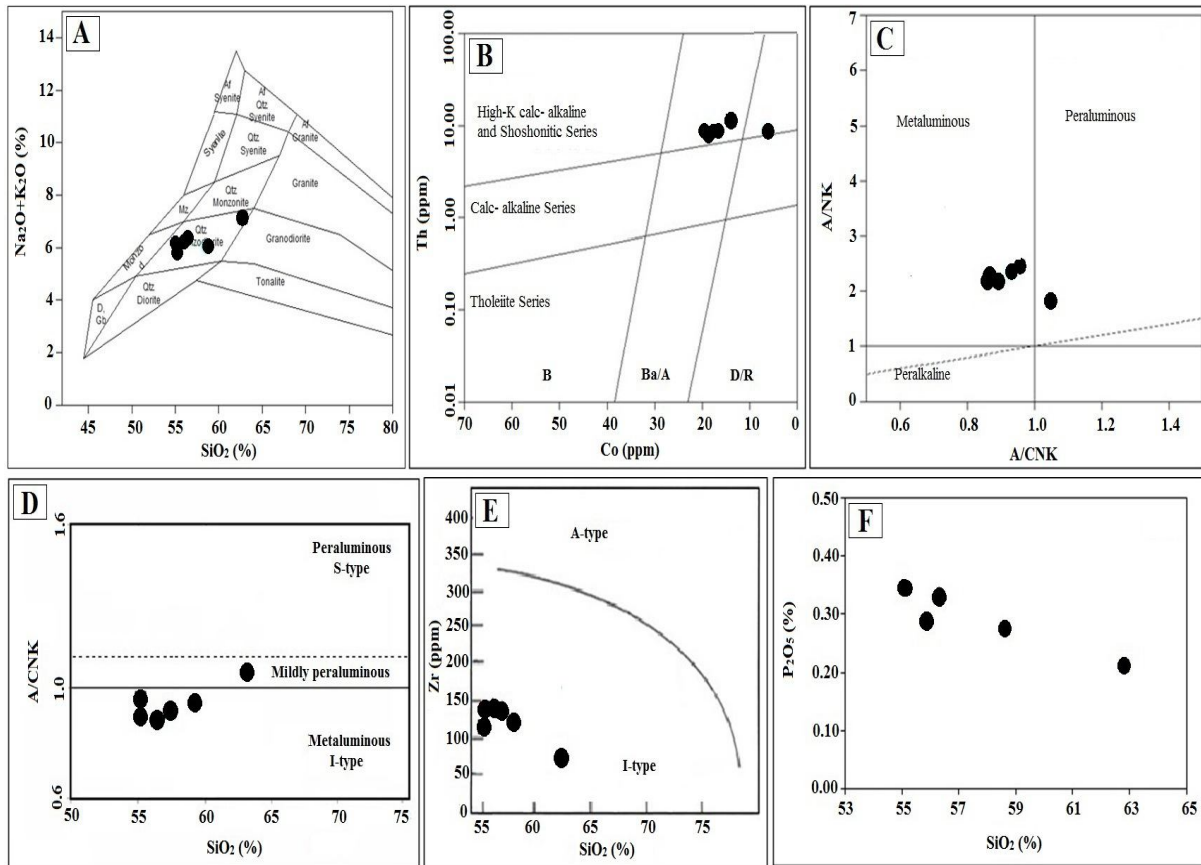 A
Na₂O+K₂O (%)
14
12
10
8
6
4
2
0
45
50
55
60
65
70
75
80
SiO₂ (%)
Af
Syenite
Af
Qtz
Syenite
Af
Granite
Syenite
Qtz
Syenite
Granite
Mz
Qtz
Monzonite
Monzo
d
Qtz
Granodiorite
Qtz
Diorite
Tonalite
D,
Gb
B
Th (ppm)
100.00
10.00
1.00
0.10
0.01
70
60
50
40
30
20
10
0
Co (ppm)
High-K calc- alkaline
and Shoshonitic Series
Calc- alkaline Series
Tholeiite Series
B
Ba/A
D/R
C
A/NK
7
6
5
4
3
2
1
0
0.6
0.8
1.0
1.2
1.4
A/CNK
Metaluminous
Peraluminous
Peralkaline
D
A/CNK
1.6
1.0
0.6
50
55
60
65
70
75
SiO₂ (%)
Peraluminous
S-type
Mildly peraluminous
Metaluminous
I-type
E
Zr (ppm)
400
350
300
250
200
150
100
50
0
55
60
65
70
75
SiO₂ (%)
A-type
I-type
F
P₂O₅ (%)
0.50
0.40
0.30
0.20
0.10
0.00
53
55
57
59
61
63
65
SiO₂ (%)